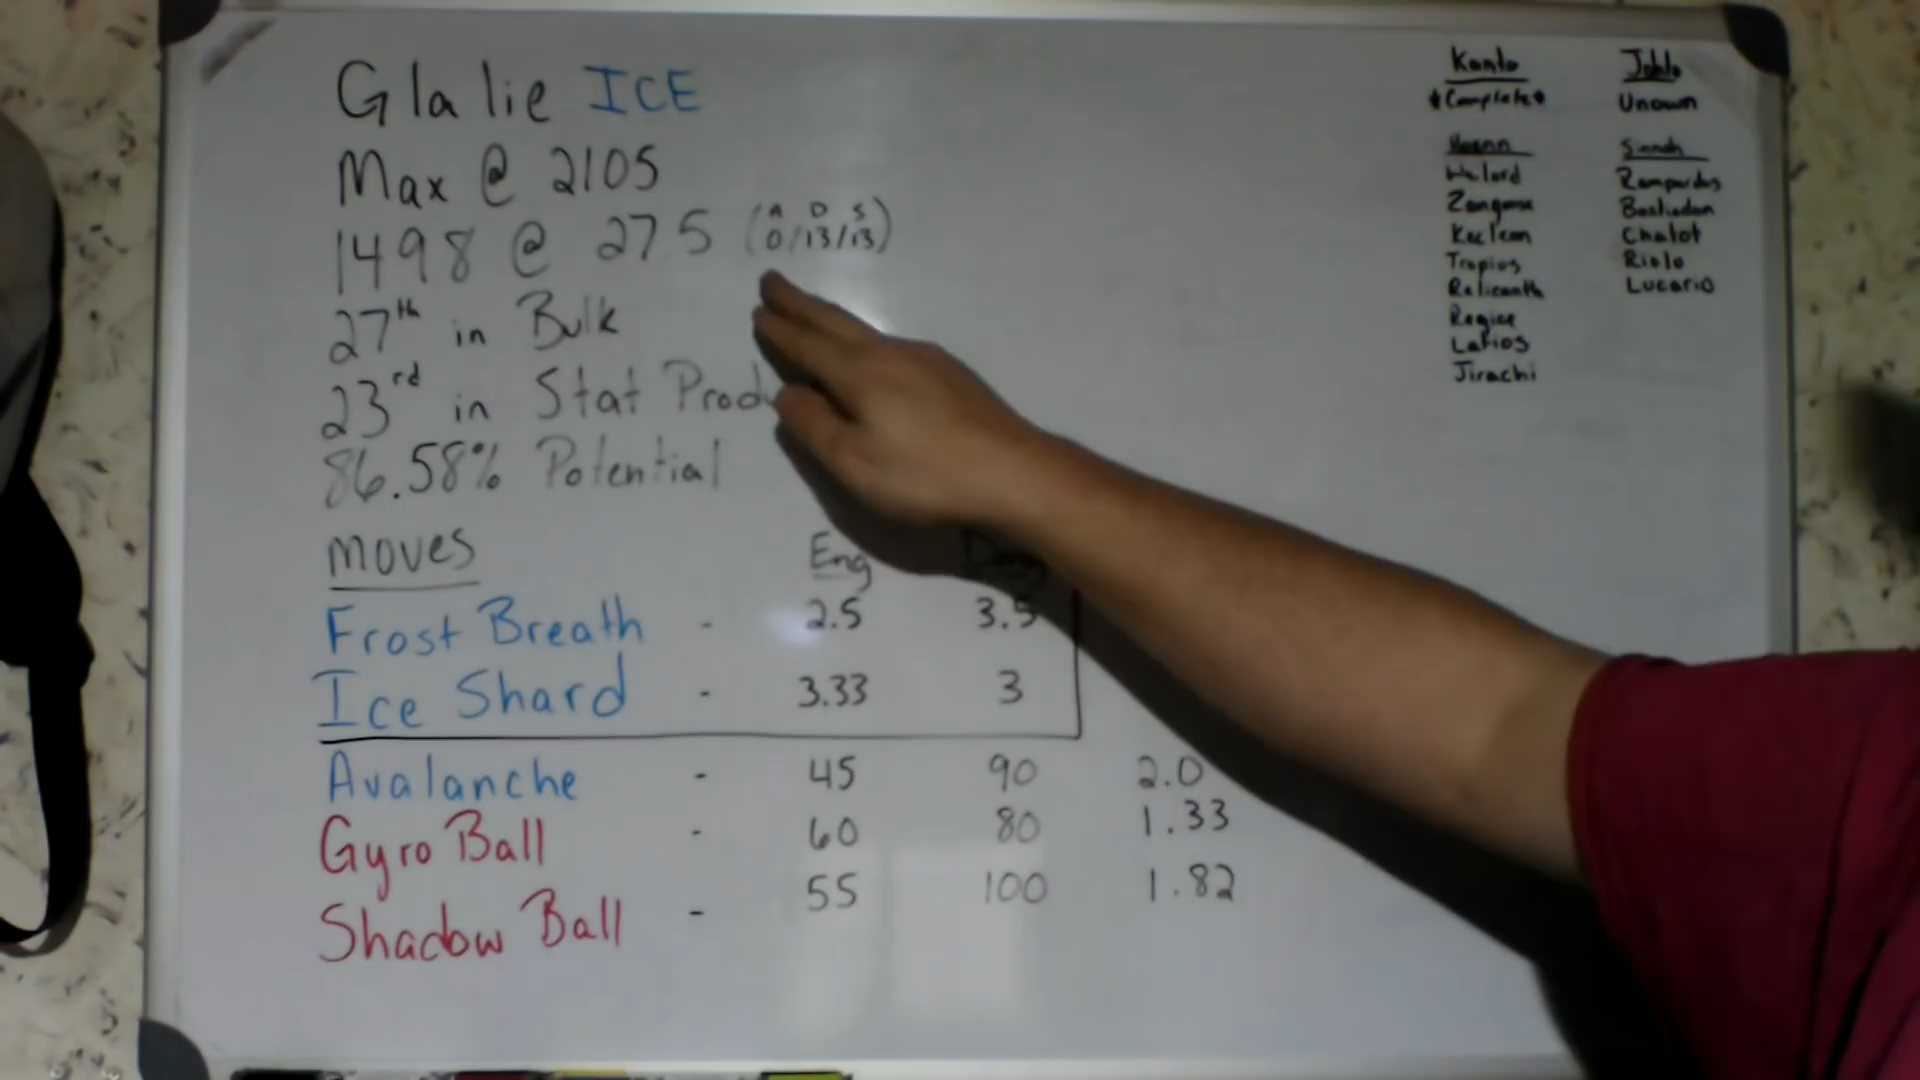 Glalie ICE
Max @ 2105
1498 @ 27.5 (0/13/13)
A D S
27th in Bulk
23rd in Stat Produ
86.58% Potential
moves Eng
Frost Breath - 2.5 3.5
Ice Shard - 3.33 3
Avalanche - 45 90 2.0
Gyro Ball - 60 80 1.33
Shadow Ball - 55 100 1.82
Kanto
*Complete*
Hoenn
Wailord
Zangoose
Kecleon
Tropius
Relicanth
Regice
Latios
Jirachi
Johto
Unown
Sinnoh
Rampardos
Bastiodon
Chatot
Riolu
Lucario